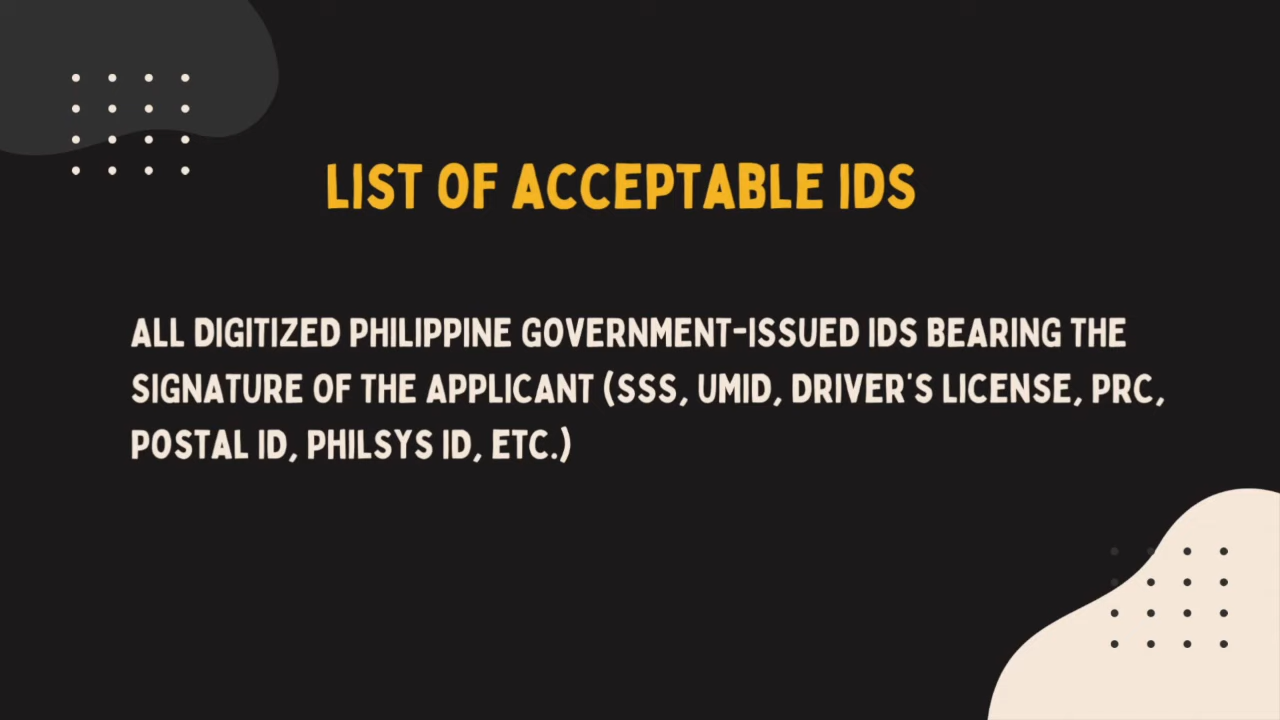 LIST OF ACCEPTABLE IDS
ALL DIGITIZED PHILIPPINE GOVERNMENT-ISSUED IDS BEARING THE
SIGNATURE OF THE APPLICANT (SSS, UMID, DRIVER'S LICENSE, PRC,
POSTAL ID, PHILSYS ID, ETC.)